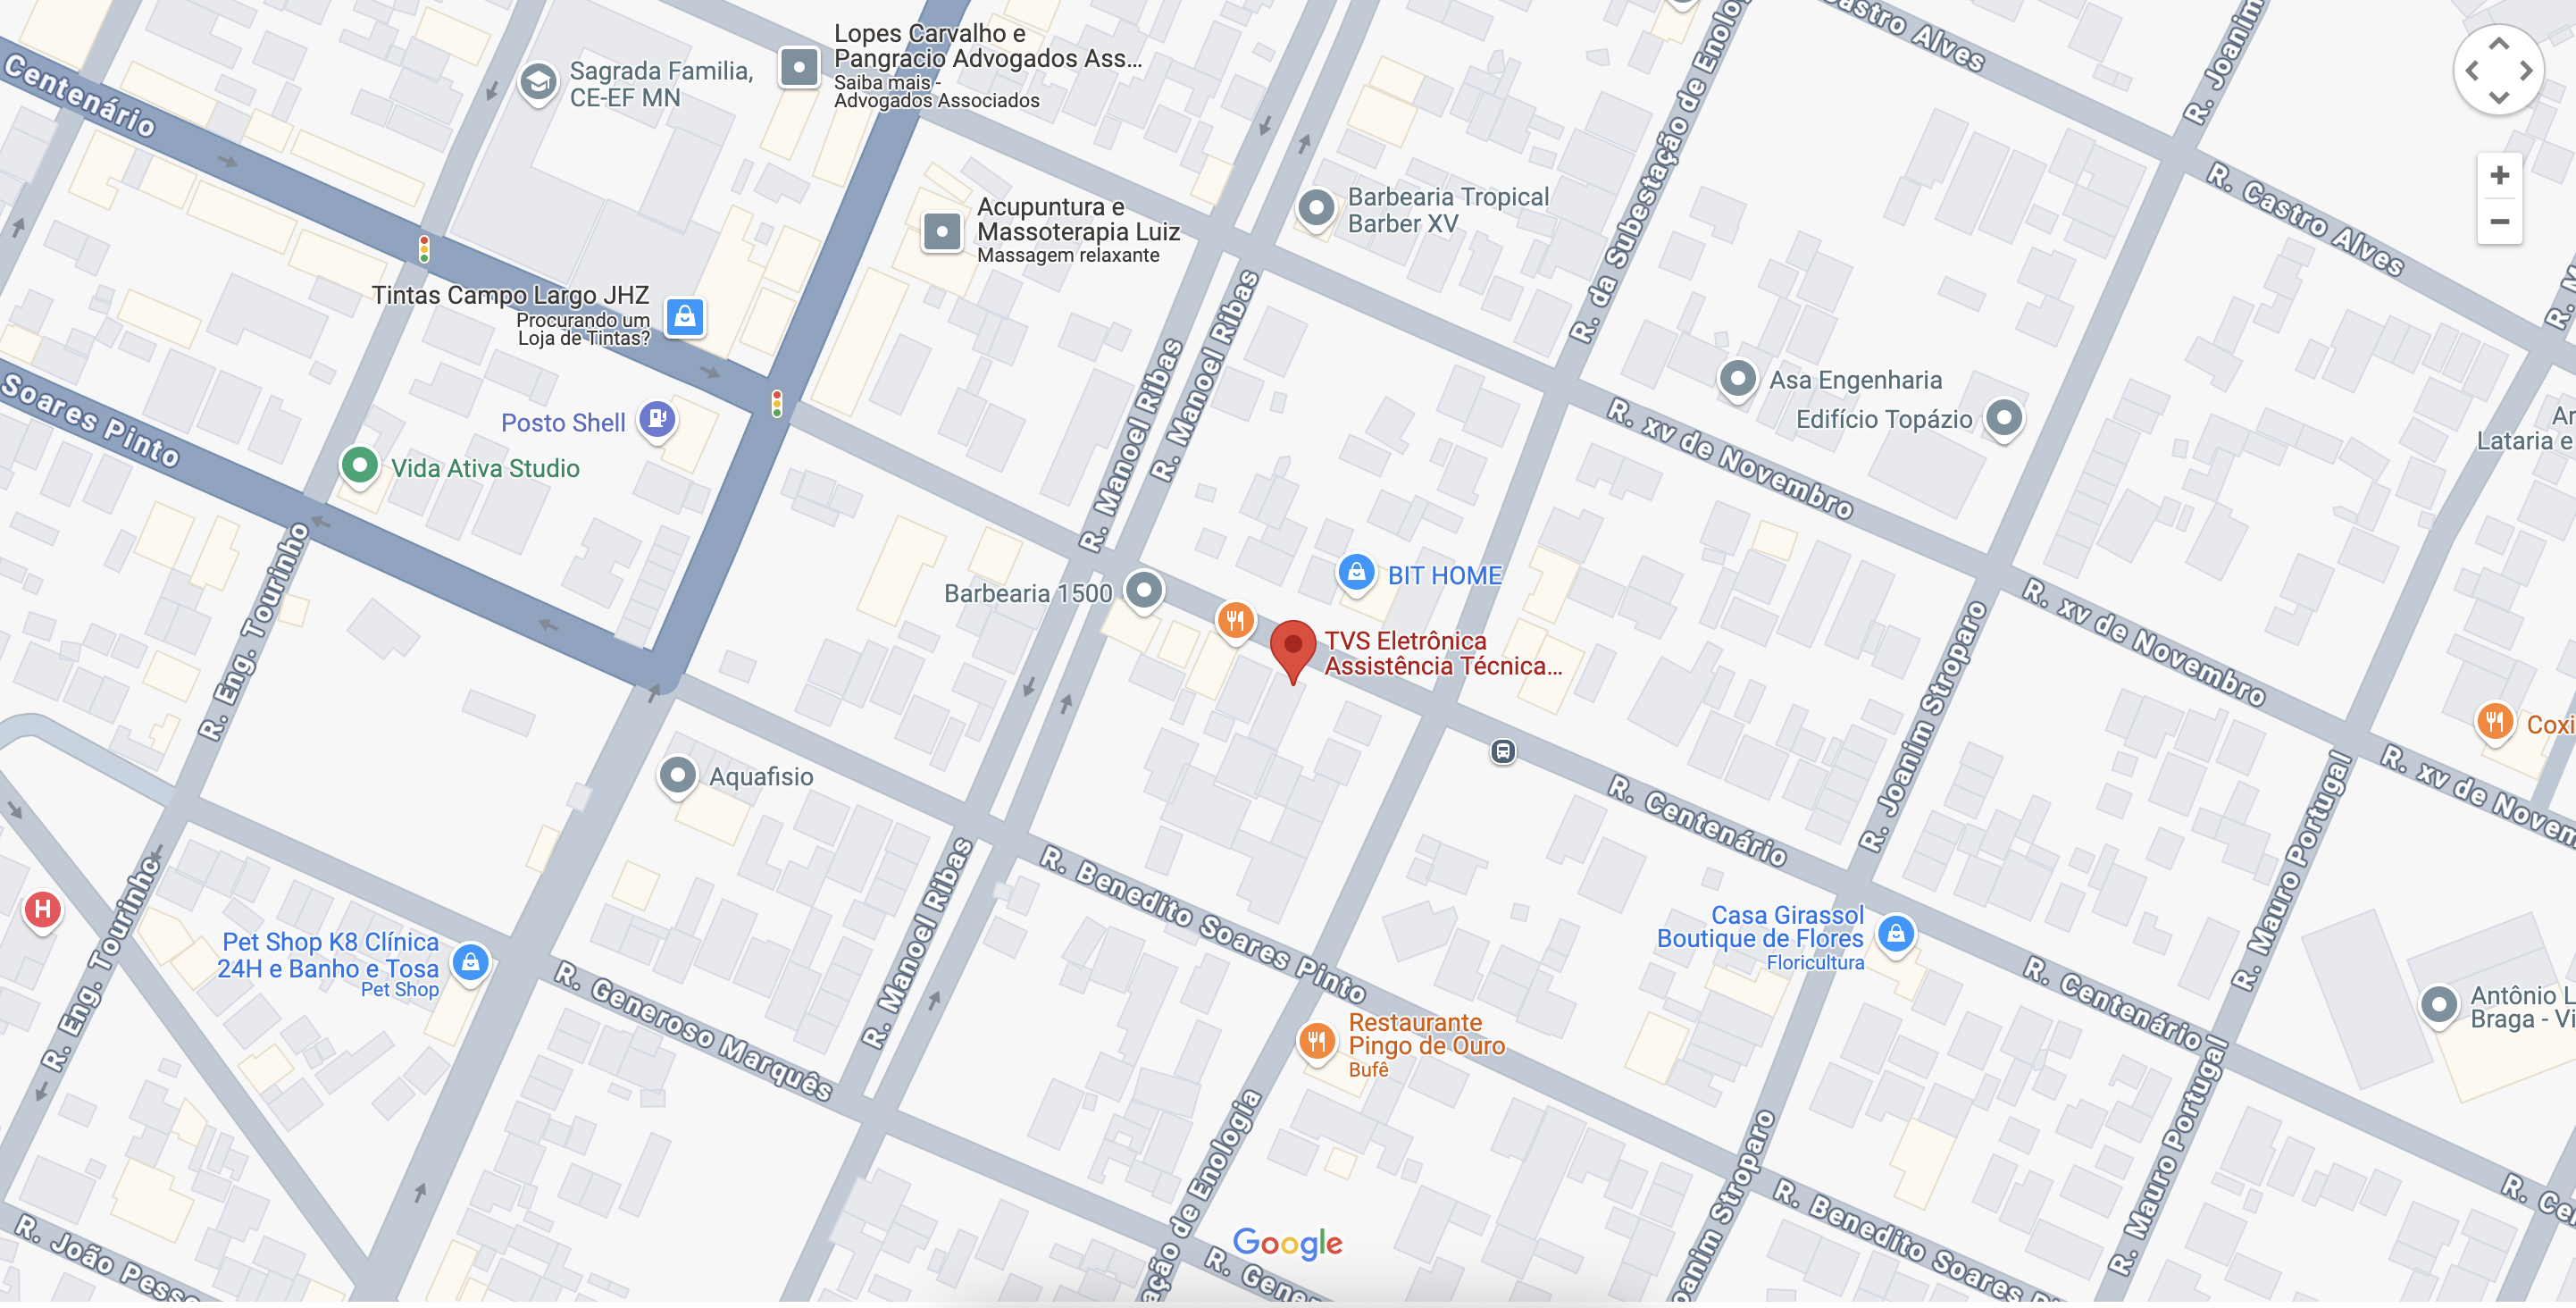 Centenário
Sagrada Familia,
CE-EF MN
Lopes Carvalho e
Pangracio Advogados Ass...
Saiba mais -
Advogados Associados
Castro Alves
R. Joanim
R. da Subestação de Enolo
R. Castro Alves
R. M
Barbearia Tropical
Barber XV
Acupuntura e
Massoterapia Luiz
Massagem relaxante
Tintas Campo Largo JHZ
Procurando um
Loja de Tintas?
R. Manoel Ribas
R. Manoel Ribas
Asa Engenharia
Edifício Topázio
Lataria e
Soares Pinto
Posto Shell
Vida Ativa Studio
R. xv de Novembro
R. Eng. Tourinho
Barbearia 1500
BIT HOME
TVS Eletrônica
Assistência Técnica...
R. xv de Novembro
R. Joanim Stroparo
R. xv de Novem
Coxi
Aquafisio
R. Centenário
R. Mauro Portugal
R. Benedito Soares Pinto
R. Manoel Ribas
H
R. Eng. Tourinho
Pet Shop K8 Clínica
24H e Banho e Tosa
Pet Shop
R. Generoso Marquês
Casa Girassol
Boutique de Flores
Floricultura
R. Centenário
Antônio L
Braga - Vi
Restaurante
Pingo de Ouro
Bufê
ação de Enologia
oanim Stroparo
R. Mauro Portugal
R. Benedito Soares P
R. Ce
R. João Pesso
R. Gene
Google